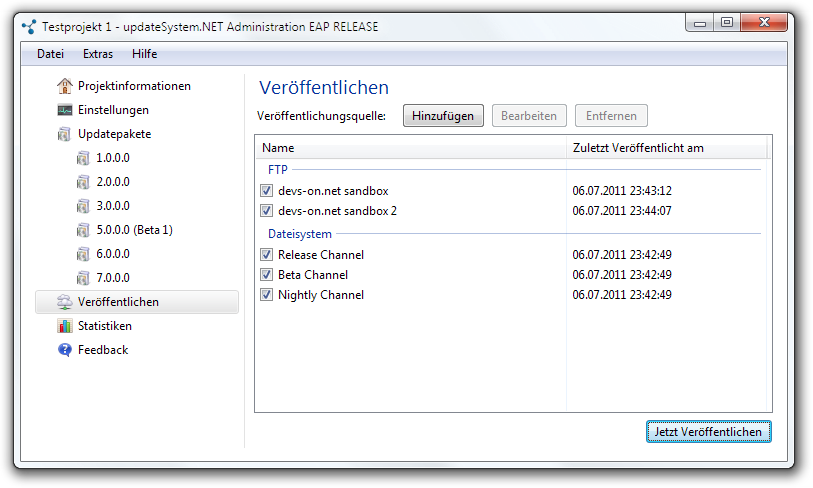 Testprojekt 1 - updateSystem.NET Administration EAP RELEASE
Datei Extras Hilfe
Projektinformationen
Einstellungen
Updatepakete
1.0.0.0
2.0.0.0
3.0.0.0
5.0.0.0 (Beta 1)
6.0.0.0
7.0.0.0
Veröffentlichen
Statistiken
Feedback
Veröffentlichen
Veröffentlichungsquelle: Hinzufügen Bearbeiten Entfernen
Name Zuletzt Veröffentlicht am
FTP
devs-on.net sandbox 06.07.2011 23:43:12
devs-on.net sandbox 2 06.07.2011 23:44:07
Dateisystem
Release Channel 06.07.2011 23:42:49
Beta Channel 06.07.2011 23:42:49
Nightly Channel 06.07.2011 23:42:49
Jetzt Veröffentlichen